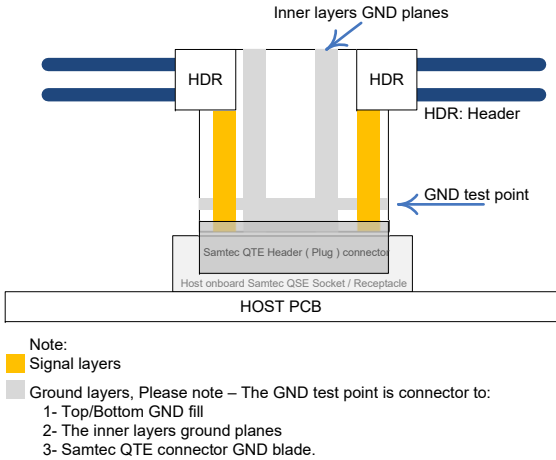 Inner layers GND planes
HDR
HDR
HDR: Header
GND test point
Samtec QTE Header ( Plug ) connector
Host onboard Samtec QSE Socket / Receptacle
HOST PCB
Note:
Signal layers
Ground layers, Please note – The GND test point is connector to:
1- Top/Bottom GND fill
2- The inner layers ground planes
3- Samtec QTE connector GND blade.